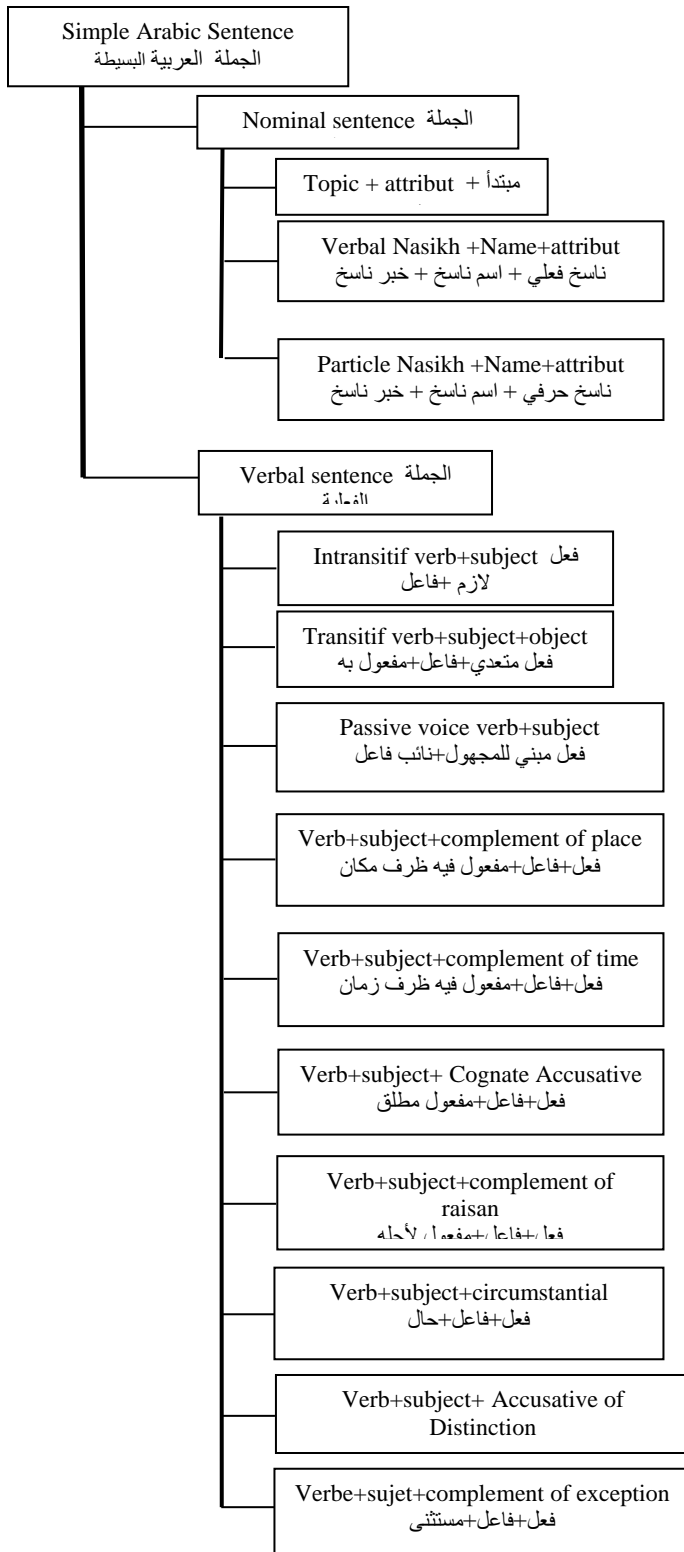 Simple Arabic Sentence
الجملة العربية البسيطة
Nominal sentence الجملة
Topic + attribut + مبتدأ
Verbal Nasikh +Name+attribut
ناسخ فعلي + اسم ناسخ + خبر ناسخ
Particle Nasikh +Name+attribut
ناسخ حرفي + اسم ناسخ + خبر ناسخ
Verbal sentence الجملة
الفعلية
Intransitif verb+subject فعل
لازم +فاعل
Transitif verb+subject+object
فعل متعدي+فاعل+مفعول به
Passive voice verb+subject
فعل مبني للمجهول+نائب فاعل
Verb+subject+complement of place
فعل+فاعل+مفعول فيه ظرف مكان
Verb+subject+complement of time
فعل+فاعل+مفعول فيه ظرف زمان
Verb+subject+ Cognate Accusative
فعل+فاعل+مفعول مطلق
Verb+subject+complement of
raisan
فعل+فاعل+مفعول لأجله
Verb+subject+circumstantial
فعل+فاعل+حال
Verb+subject+ Accusative of
Distinction
Verbe+sujet+complement of exception
فعل+فاعل+مستثنى